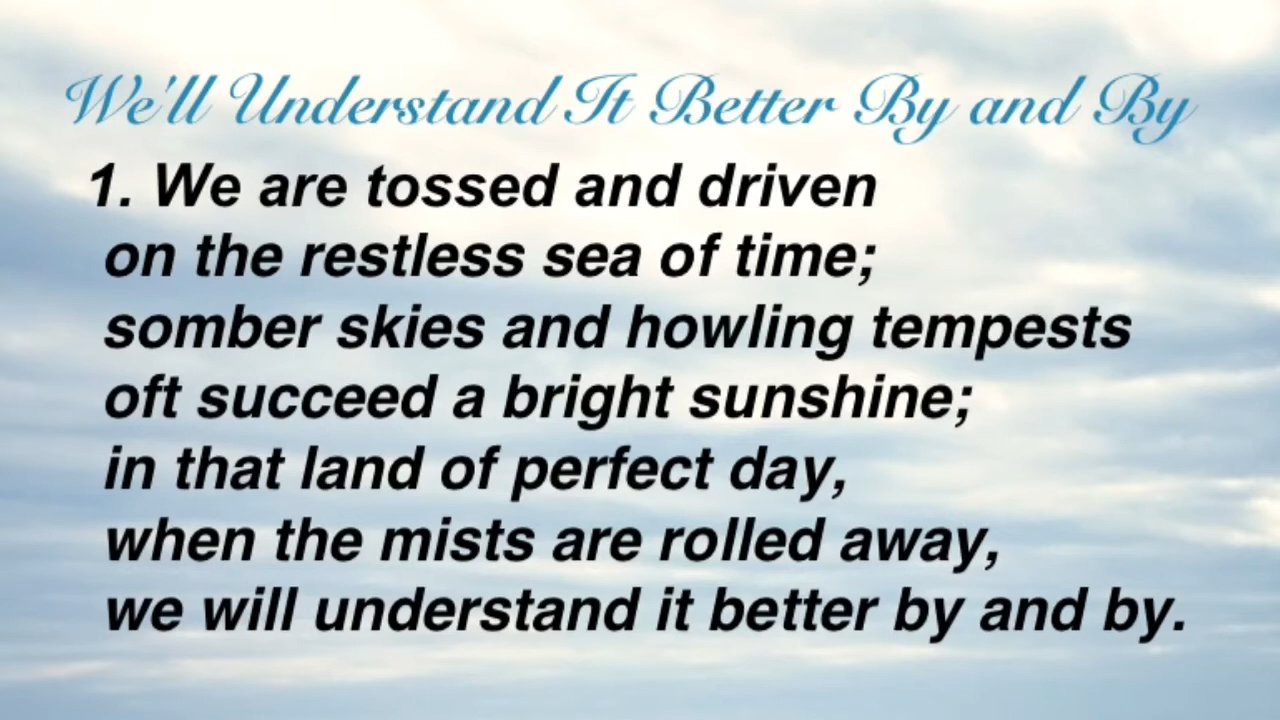 We'll Understand It Better By and By
1. We are tossed and driven
on the restless sea of time;
somber skies and howling tempests
oft succeed a bright sunshine;
in that land of perfect day,
when the mists are rolled away,
we will understand it better by and by.